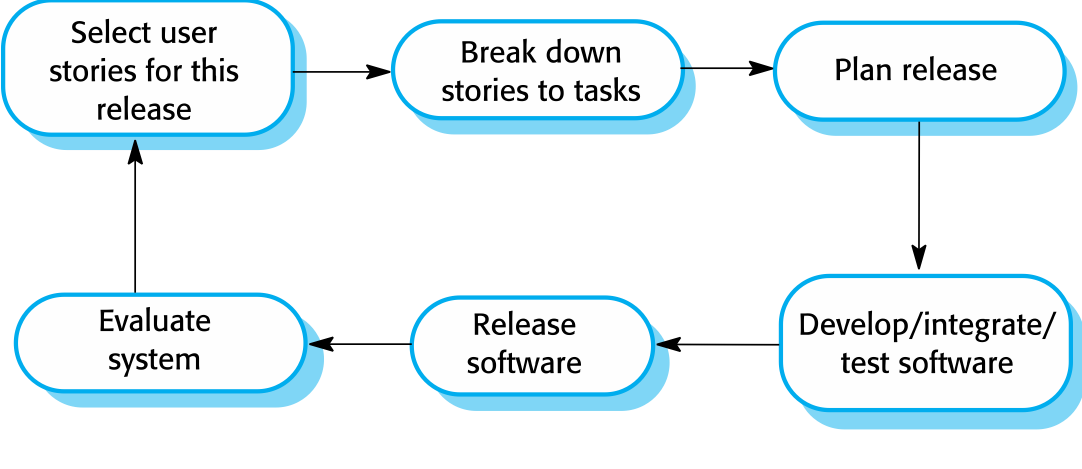 Select user
stories for this
release
Break down
stories to tasks
Plan release
Evaluate
system
Release
software
Develop/integrate/
test software